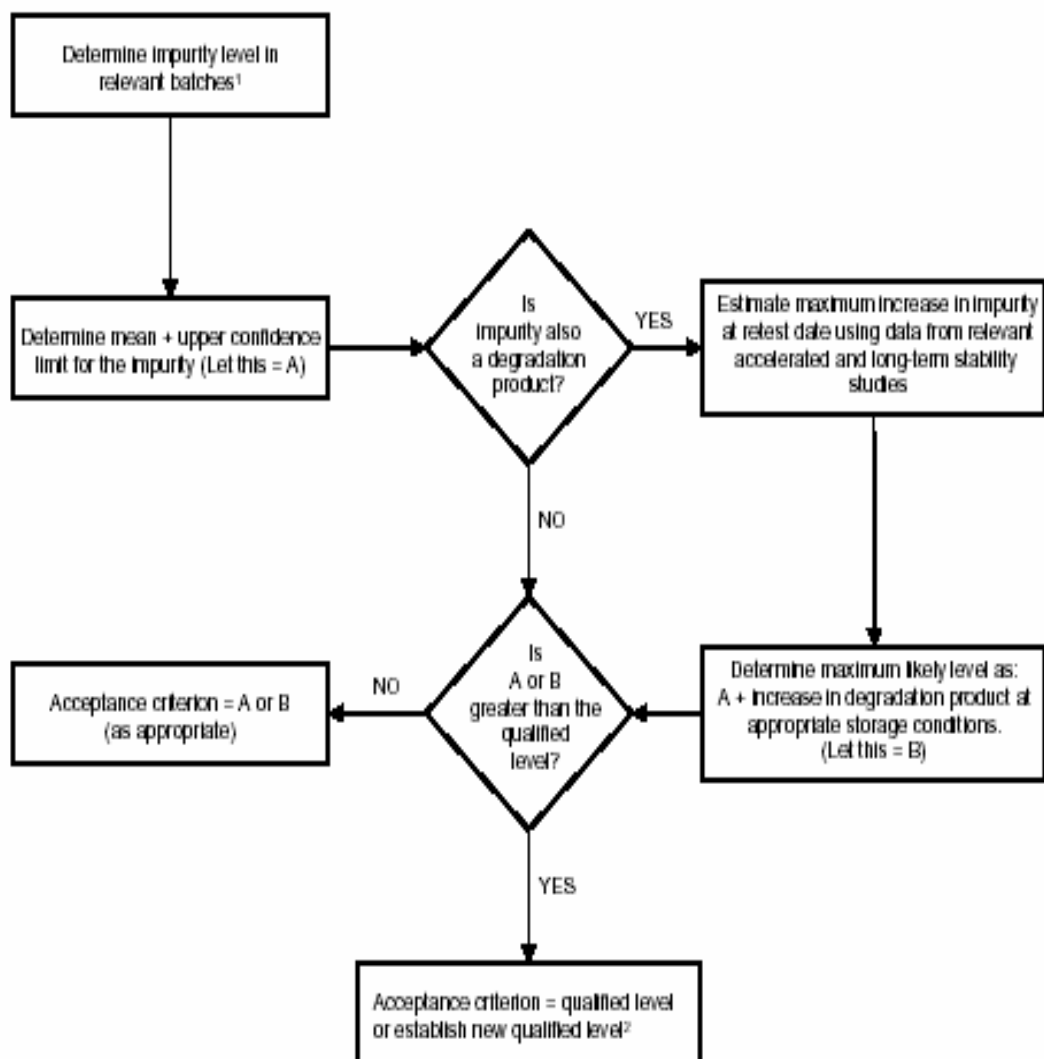 Determine impurity level in
relevant batches¹
Determine mean + upper confidence
limit for the impurity (Let this = A)
Is
impurity also
a degradation
product?
YES
Estimate maximum increase in impurity
at retest date using data from relevant
accelerated and long-term stability
studies
NO
Determine maximum likely level as:
A + increase in degradation product at
appropriate storage conditions.
(Let this = B)
Is
A or B
greater than the
qualified
level?
NO
Acceptance criterion = A or B
(as appropriate)
YES
Acceptance criterion = qualified level
or establish new qualified level²